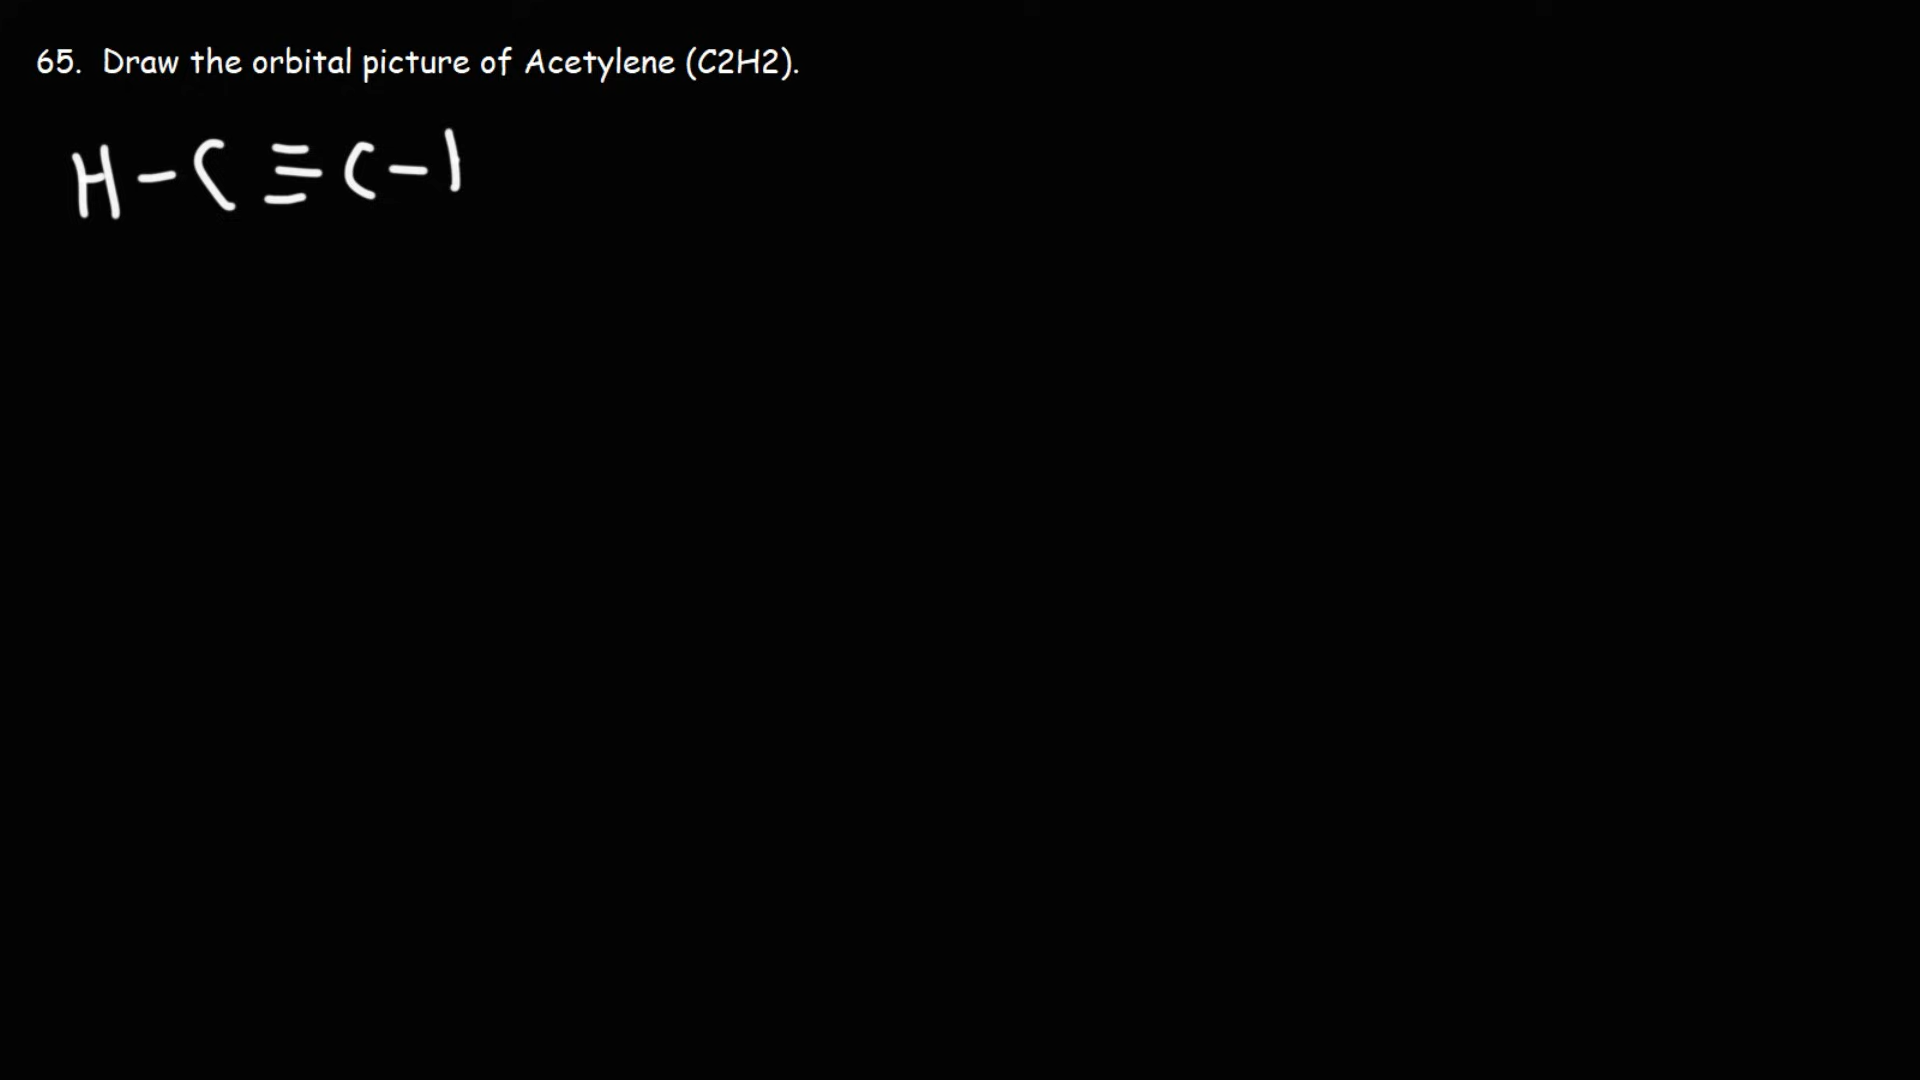 65. Draw the orbital picture of Acetylene (C2H2).
H - C ≡ C - I